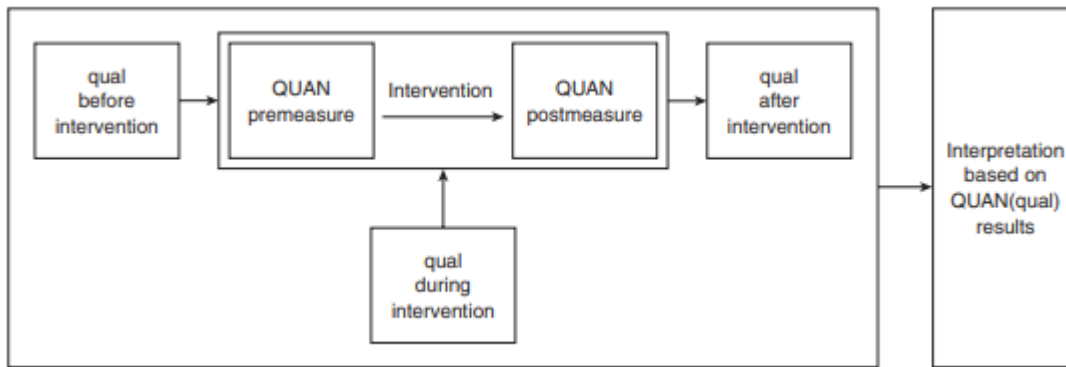 qual
before
intervention
QUAN
premeasure
Intervention
QUAN
postmeasure
qual
after
intervention
qual
during
intervention
Interpretation
based on
QUAN(qual)
results